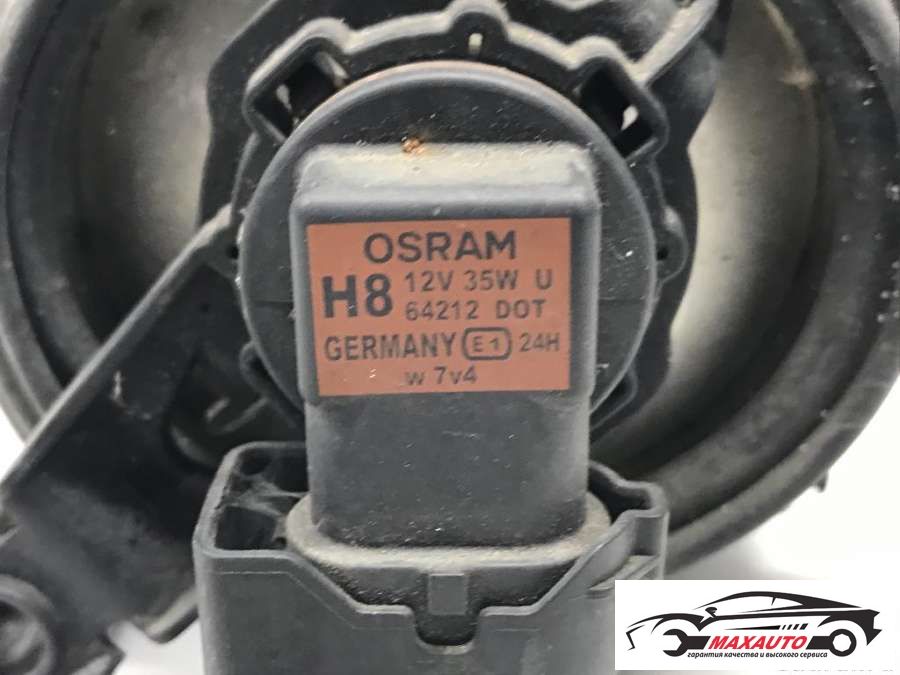 OSRAM
H8 12V 35W U
64212 DOT
GERMANY E1 24H
w 7v4
MAXAUTO
гарантия качества и высокого сервиса